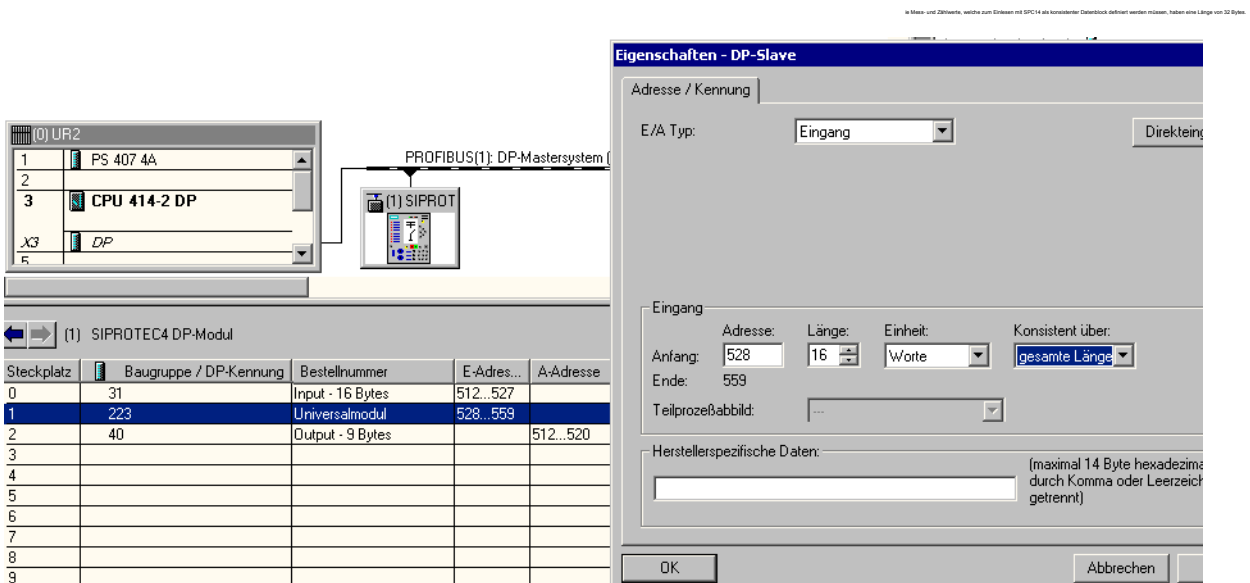 ie Mess- und Zählwerte, welche zum Einlesen mit SPC14 als konsistenter Datenblock definiert werden müssen, haben eine Länge von 32 Bytes.
Eigenschaften - DP-Slave
Adresse / Kennung
E/A Typ:
Eingang
Direkteing
(0) UR2
1 PS 407 4A
2
3 CPU 414-2 DP
X3 DP
5
PROFIBUS(1): DP-Mastersystem (
(1) SIPROT
Eingang
Adresse: Länge: Einheit: Konsistent über:
Anfang: 528 16 Worte gesamte Länge
Ende: 559
Teilprozeßabbild: ---
Herstellerspezifische Daten:
(maximal 14 Byte hexadezima
durch Komma oder Leerzeich
getrennt)
OK
Abbrechen
(1) SIPROTEC4 DP-Modul
Steckplatz Baugruppe / DP-Kennung Bestellnummer E-Adres... A-Adresse
0 31 Input - 16 Bytes 512...527
1 223 Universalmodul 528...559
2 40 Output - 9 Bytes 512...520
3
4
5
6
7
8
9